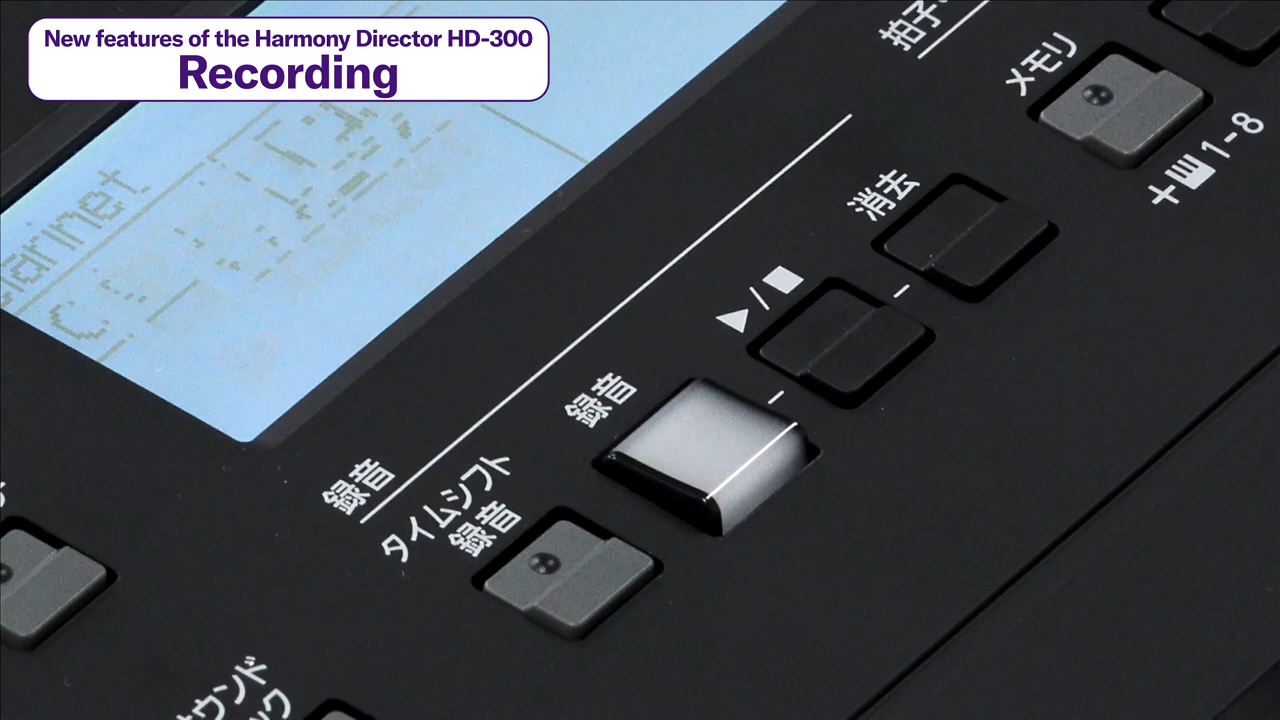 New features of the Harmony Director HD-300
Recording
拍子
メモリ
+ 1-8
消去
▶/■
録音
録音
タイムシフト
録音
C